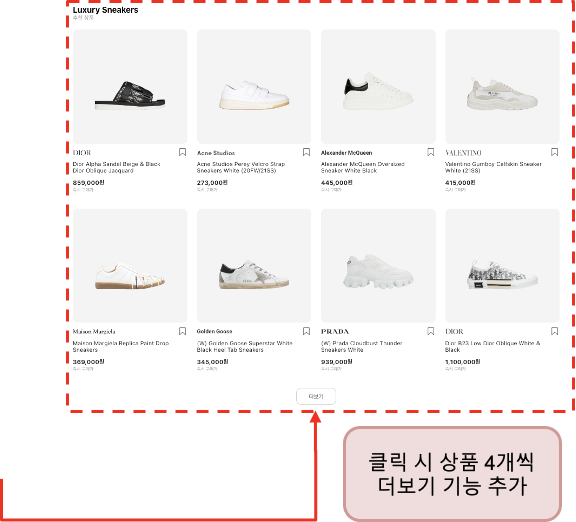 Luxury Sneakers
추천 상품
DIOR
Dior Alpha Sandal Beige & Black
Dior Oblique Jacquard
859,000원
즉시 구매가
Acne Studios
Acne Studios Perey Velcro Strap
Sneakers White (20FW/21SS)
273,000원
즉시 구매가
Alexander McQueen
Alexander McQueen Oversized
Sneaker White Black
445,000원
즉시 구매가
VALENTINO
Valentino Gumboy Calfskin Sneaker
White (21SS)
415,000원
즉시 구매가
Maison Margiela
Maison Margiela Replica Paint Drop
Sneakers
369,000원
즉시 구매가
Golden Goose
(W) Golden Goose Superstar White
Black Heel Tab Sneakers
345,000원
즉시 구매가
PRADA
(W) Prada Cloudbust Thunder
Sneakers White
939,000원
즉시 구매가
DIOR
Dior B23 Low Dior Oblique White &
Black
1,100,000원
즉시 구매가
더보기
클릭 시 상품 4개씩
더보기 기능 추가